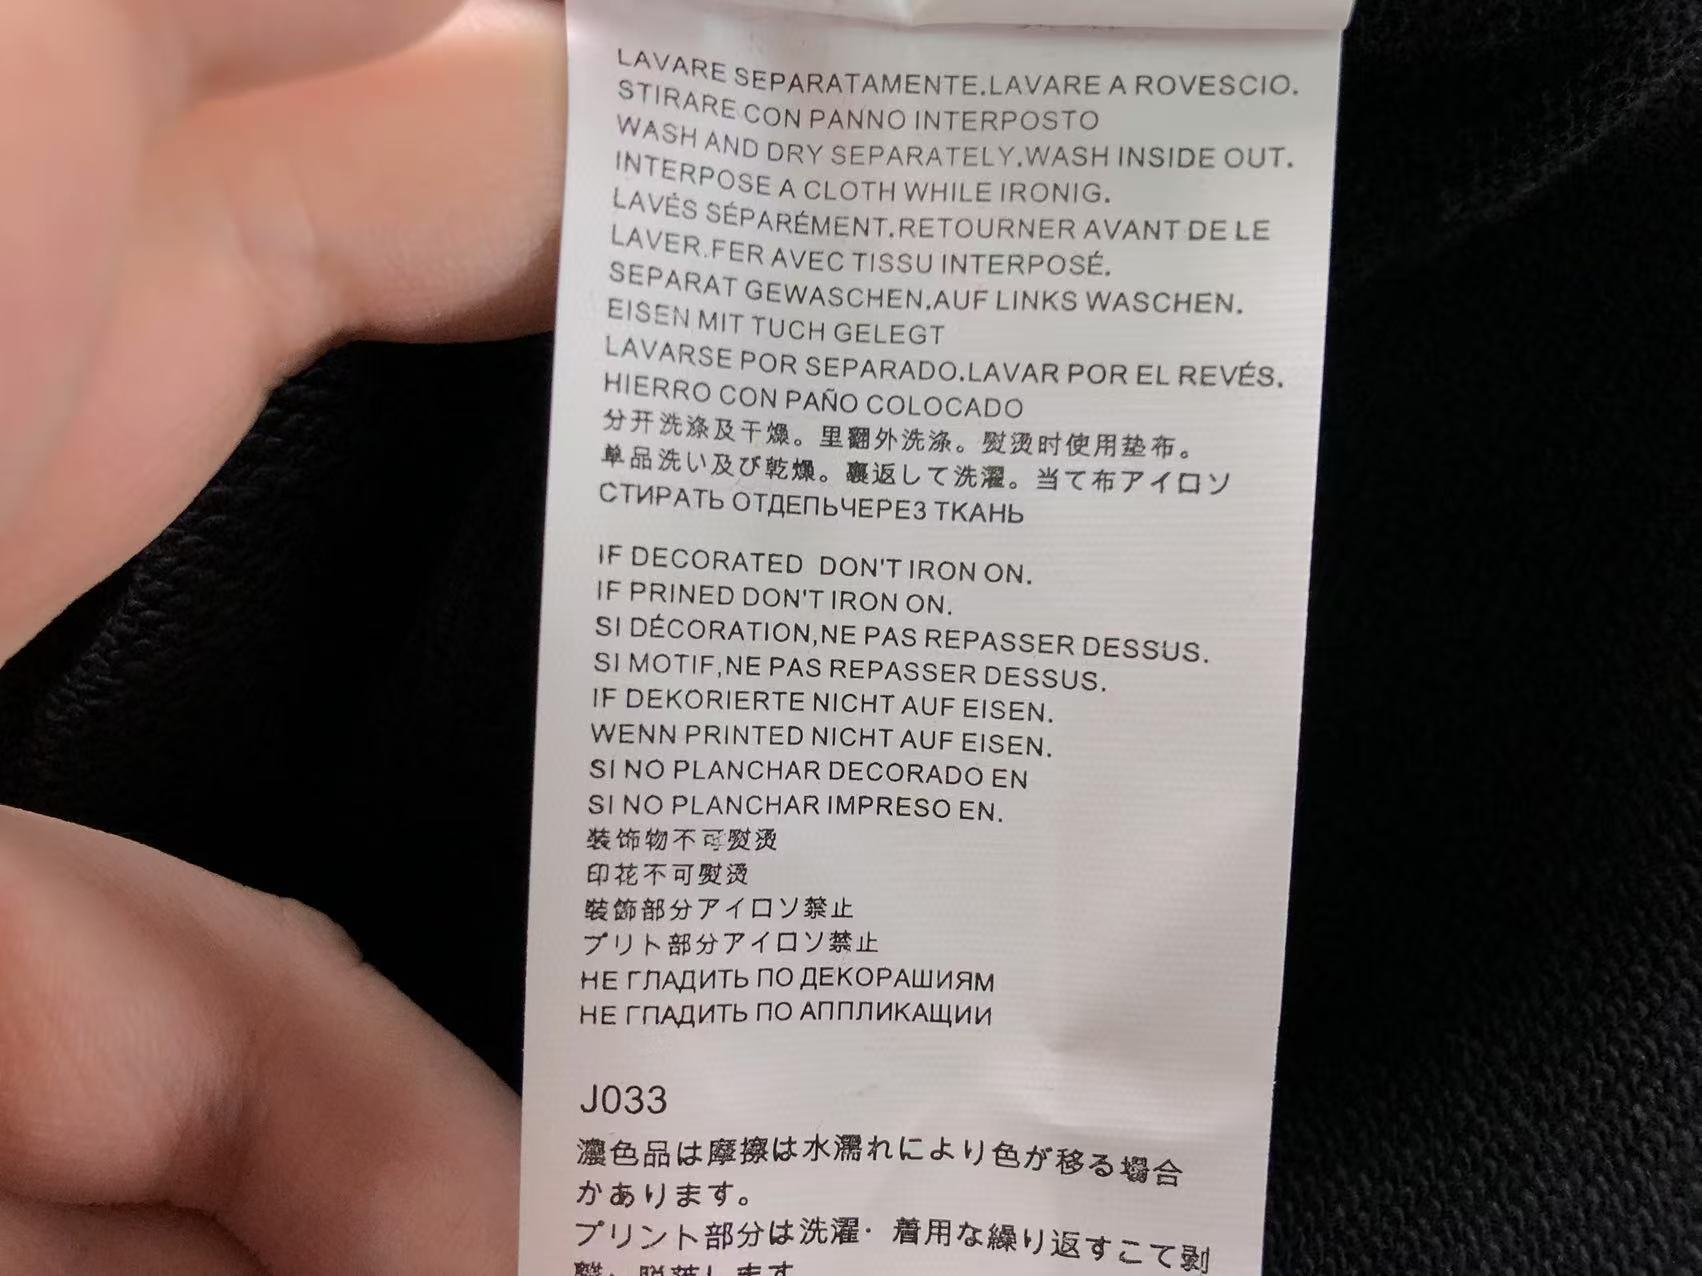 LAVARE SEPARATAMENTE.LAVARE A ROVESCIO.
STIRARE CON PANNO INTERPOSTO
WASH AND DRY SEPARATELY.WASH INSIDE OUT.
INTERPOSE A CLOTH WHILE IRONIG.
LAVÉS SÉPARÉMENT.RETOURNER AVANT DE LE
LAVER.FER AVEC TISSU INTERPOSÉ.
SEPARAT GEWASCHEN.AUF LINKS WASCHEN.
EISEN MIT TUCH GELEGT
LAVARSE POR SEPARADO.LAVAR POR EL REVÉS.
HIERRO CON PAÑO COLOCADO
分开洗涤及干燥。里翻外洗涤。熨烫时使用垫布。
单品洗い及び乾燥。裏返して洗濯。当て布アイロソ
СТИРАТЬ ОТДЕПЬЧЕРЕЗ ТКАНЬ
IF DECORATED DON'T IRON ON.
IF PRINED DON'T IRON ON.
SI DÉCORATION,NE PAS REPASSER DESSUS.
SI MOTIF,NE PAS REPASSER DESSUS.
IF DEKORIERTE NICHT AUF EISEN.
WENN PRINTED NICHT AUF EISEN.
SI NO PLANCHAR DECORADO EN
SI NO PLANCHAR IMPRESO EN.
装饰物不可熨烫
印花不可熨烫
装飾部分アイロソ禁止
プリト部分アイロソ禁止
НЕ ГЛАДИТЬ ПО ДЕКОРАШИЯМ
НЕ ГПАДИТЬ ПО АППЛИКАЩИИ
J033
濃色品は摩擦は水濡れにより色が移る場合
かあります。
プリント部分は洗濯·着用な繰り返すこて剥